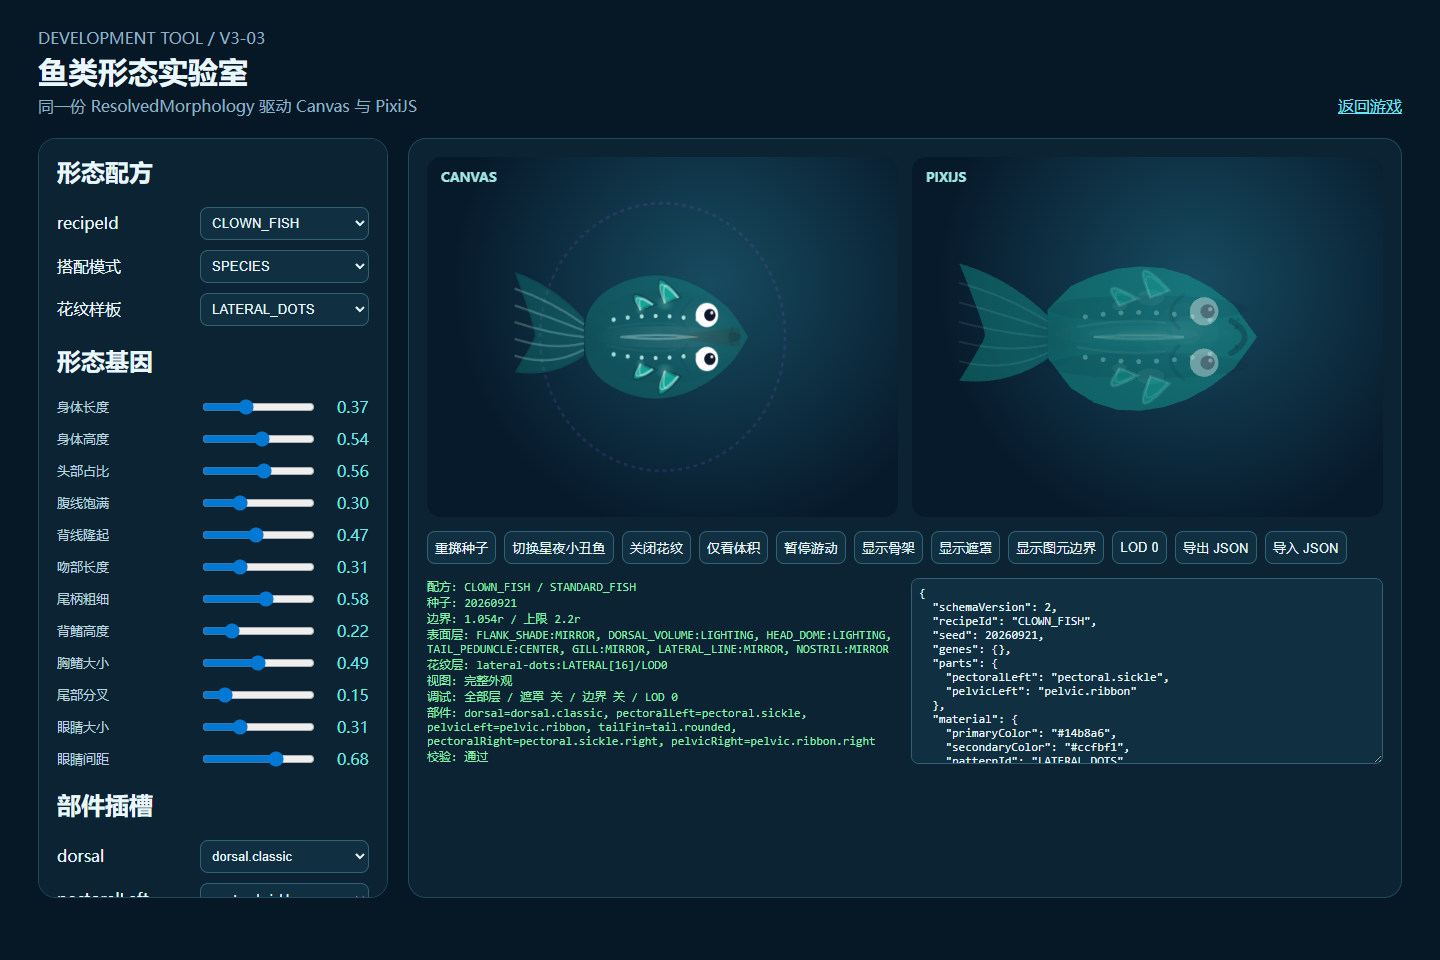 DEVELOPMENT TOOL / V3-03
鱼类形态实验室
同一份 ResolvedMorphology 驱动 Canvas 与 PixiJS
返回游戏
形态配方
recipeId
CLOWN_FISH
搭配模式
SPECIES
花纹样板
LATERAL_DOTS
形态基因
身体长度
0.37
身体高度
0.54
头部占比
0.56
腹线饱满
0.30
背线隆起
0.47
吻部长度
0.31
尾柄粗细
0.58
背鳍高度
0.22
胸鳍大小
0.49
尾部分叉
0.15
眼睛大小
0.31
眼睛间距
0.68
部件插槽
dorsal
dorsal.classic
CANVAS
PIXIJS
重掷种子
切换星夜小丑鱼
关闭花纹
仅看体积
暂停游动
显示骨架
显示遮罩
显示图元边界
LOD 0
导出 JSON
导入 JSON
配方: CLOWN_FISH / STANDARD_FISH
种子: 20260921
边界: 1.054r / 上限 2.2r
表面层: FLANK_SHADE:MIRROR, DORSAL_VOLUME:LIGHTING, HEAD_DOME:LIGHTING,
TAIL_PEDUNCLE:CENTER, GILL:MIRROR, LATERAL_LINE:MIRROR, NOSTRIL:MIRROR
花纹层: lateral-dots:LATERAL[16]/LOD0
视图: 完整外观
调试: 全部层 / 遮罩 关 / 边界 关 / LOD 0
部件: dorsal=dorsal.classic, pectoralLeft=pectoral.sickle,
pelvicLeft=pelvic.ribbon, tailFin=tail.rounded,
pectoralRight=pectoral.sickle.right, pelvicRight=pelvic.ribbon.right
校验: 通过
{
"schemaVersion": 2,
"recipeId": "CLOWN_FISH",
"seed": 20260921,
"genes": {},
"parts": {
"pectoralLeft": "pectoral.sickle",
"pelvicLeft": "pelvic.ribbon"
},
"material": {
"primaryColor": "#14b8a6",
"secondaryColor": "#ccfbf1",
"patternId": "LATERAL_DOTS"